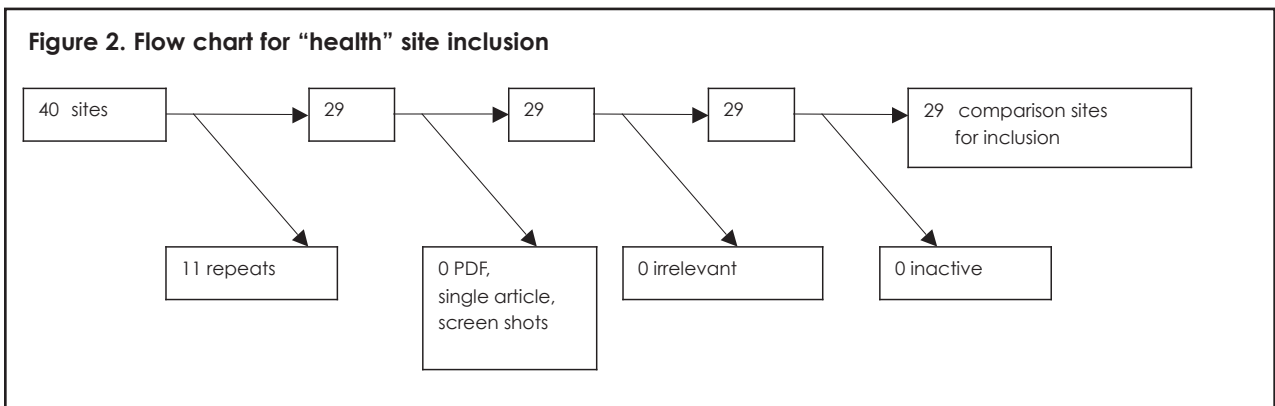 Figure 2. Flow chart for “health” site inclusion
40 sites
29
29
29
29 comparison sites
for inclusion
11 repeats
0 PDF,
single article,
screen shots
0 irrelevant
0 inactive